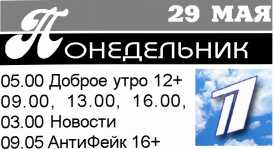 29 МАЯ
Понедельник
05.00 Доброе утро 12+
09.00, 13.00, 16.00,
03.00 Новости
09.05 АнтиФейк 16+
1